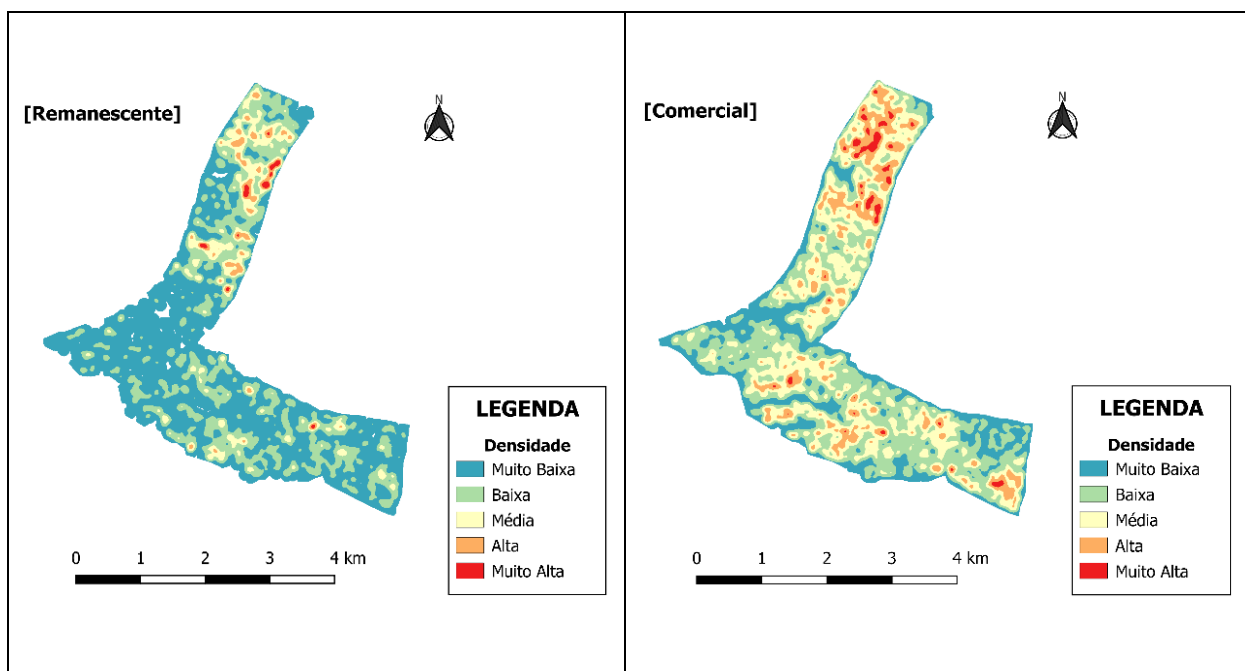 [Remanescente]
N
LEGENDA
Densidade
Muito Baixa
Baixa
Média
Alta
Muito Alta
0 1 2 3 4 km
[Comercial]
N
LEGENDA
Densidade
Muito Baixa
Baixa
Média
Alta
Muito Alta
0 1 2 3 4 km